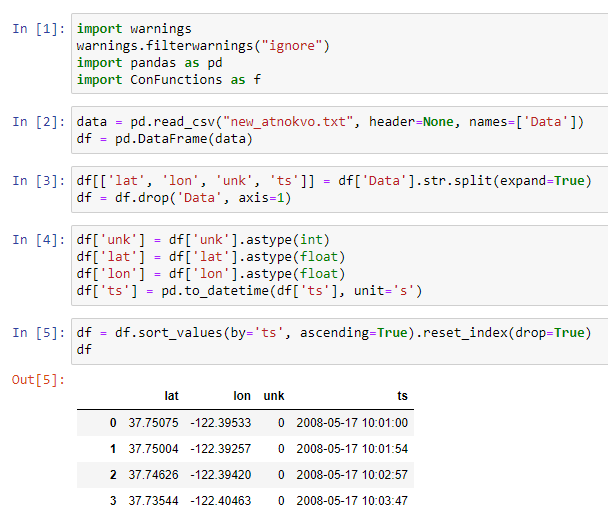 In [1]: import warnings
warnings.filterwarnings("ignore")
import pandas as pd
import ConFunctions as f
In [2]: data = pd.read_csv("new_atnokvo.txt", header=None, names=['Data'])
df = pd.DataFrame(data)
In [3]: df[['lat', 'lon', 'unk', 'ts']] = df['Data'].str.split(expand=True)
df = df.drop('Data', axis=1)
In [4]: df['unk'] = df['unk'].astype(int)
df['lat'] = df['lat'].astype(float)
df['lon'] = df['lon'].astype(float)
df['ts'] = pd.to_datetime(df['ts'], unit='s')
In [5]: df = df.sort_values(by='ts', ascending=True).reset_index(drop=True)
df
Out[5]:
lat lon unk ts
0 37.75075 -122.39533 0 2008-05-17 10:01:00
1 37.75004 -122.39257 0 2008-05-17 10:01:54
2 37.74626 -122.39420 0 2008-05-17 10:02:57
3 37.73544 -122.40463 0 2008-05-17 10:03:47